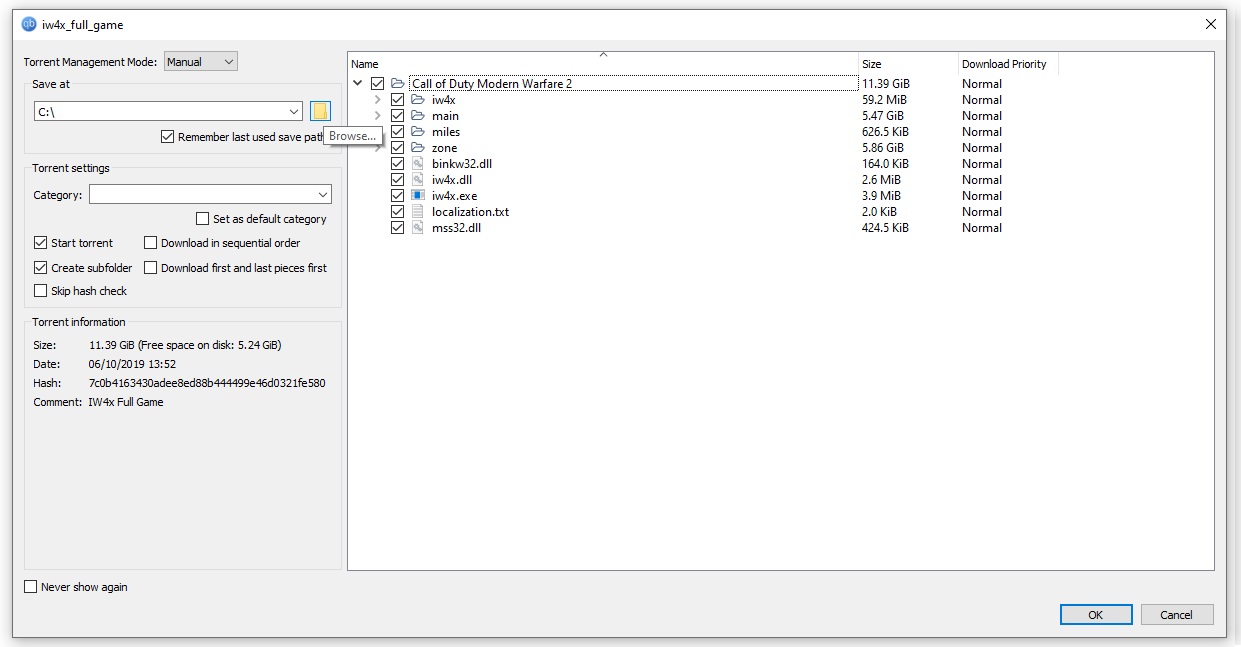 iw4x_full_game
Torrent Management Mode: Manual
Save at
C:\
Remember last used save path
Browse...
Torrent settings
Category:
Set as default category
Start torrent
Download in sequential order
Create subfolder
Download first and last pieces first
Skip hash check
Torrent information
Size: 11.39 GiB (Free space on disk: 5.24 GiB)
Date: 06/10/2019 13:52
Hash: 7c0b4163430adee8ed88b444499e46d0321fe580
Comment: IW4x Full Game
Never show again
Name Size Download Priority
Call of Duty Modern Warfare 2 11.39 GiB Normal
iw4x 59.2 MiB Normal
main 5.47 GiB Normal
miles 626.5 KiB Normal
zone 5.86 GiB Normal
binkw32.dll 164.0 KiB Normal
iw4x.dll 2.6 MiB Normal
iw4x.exe 3.9 MiB Normal
localization.txt 2.0 KiB Normal
mss32.dll 424.5 KiB Normal
OK Cancel